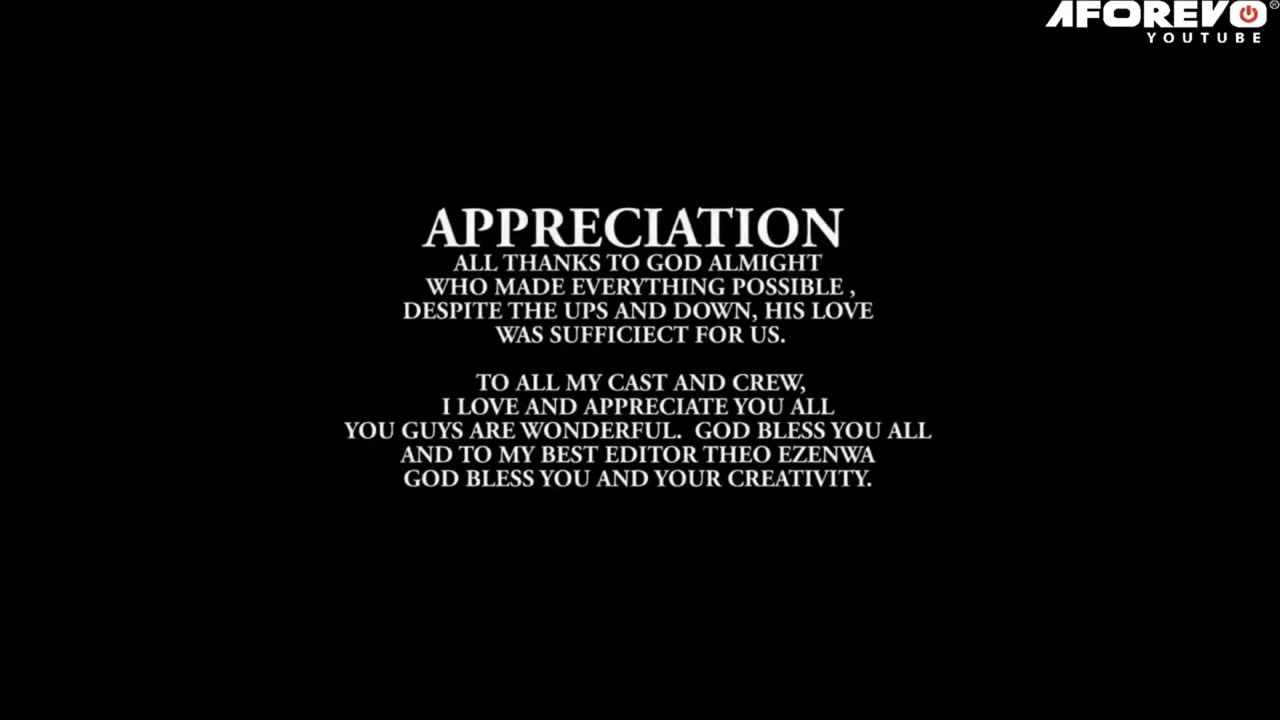 AFOREVO
YOUTUBE
APPRECIATION
ALL THANKS TO GOD ALMIGHT
WHO MADE EVERYTHING POSSIBLE ,
DESPITE THE UPS AND DOWN, HIS LOVE
WAS SUFFICIECT FOR US.
TO ALL MY CAST AND CREW,
I LOVE AND APPRECIATE YOU ALL
YOU GUYS ARE WONDERFUL.  GOD BLESS YOU ALL
AND TO MY BEST EDITOR THEO EZENWA
GOD BLESS YOU AND YOUR CREATIVITY.